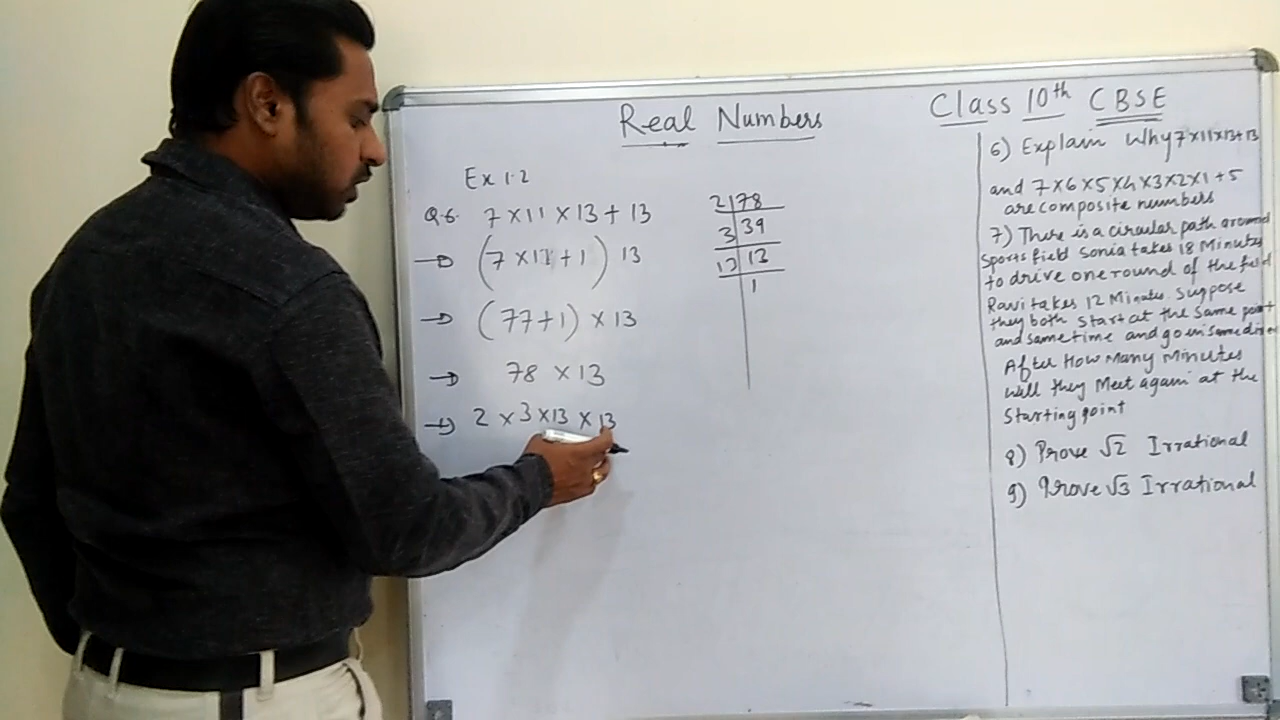 Real Numbers
Class 10th CBSE
Ex 1.2
Q6. 7 × 11 × 13 + 13
→ (7 × 11 + 1) 13
→ (77 + 1) × 13
→ 78 × 13
→ 2 × 3 × 13 × 13
2 | 78
3 | 39
13 | 13
1
6) Explain Why 7×11×13+13
and 7×6×5×4×3×2×1+5
are composite numbers
7) There is a circular path around
sports field Sonia takes 18 Minutes
to drive one round of the field
Ravi takes 12 Minutes. Suppose
they both start at the same point
and same time and go in same
After How Many Minutes
will they Meet again at the
Starting point
8) Prove √2 Irrational
9) Prove √3 Irrational